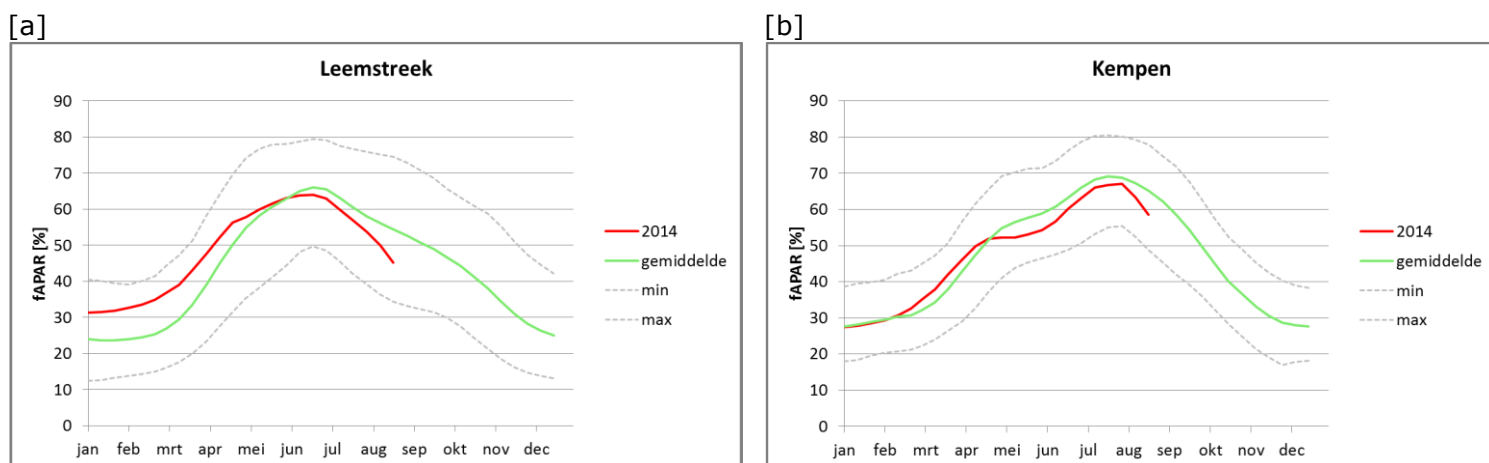 [a]
Leemstreek
fAPAR [%]
90
80
70
60
50
40
30
20
10
0
jan feb mrt apr mei jun jul aug sep okt nov dec
2014
gemiddelde
min
max
[b]
Kempen
fAPAR [%]
90
80
70
60
50
40
30
20
10
0
jan feb mrt apr mei jun jul aug sep okt nov dec
2014
gemiddelde
min
max